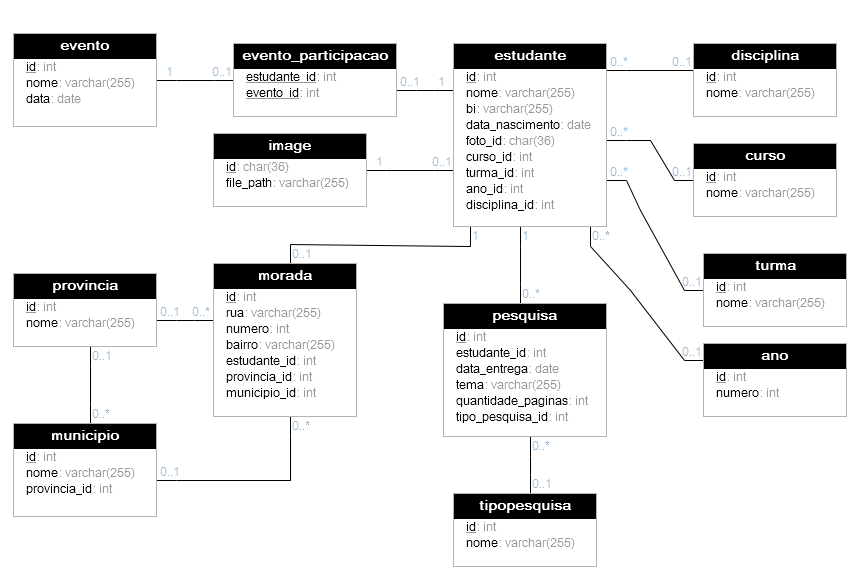 evento
id: int
nome: varchar(255)
data: date
1
0..1
evento_participacao
estudante_id: int
evento_id: int
0..1
1
estudante
id: int
nome: varchar(255)
bi: varchar(255)
data_nascimento: date
foto_id: char(36)
curso_id: int
turma_id: int
ano_id: int
disciplina_id: int
0..*
0..1
disciplina
id: int
nome: varchar(255)
image
id: char(36)
file_path: varchar(255)
1
0..1
0..*
0..1
curso
id: int
nome: varchar(255)
0..*
0..1
turma
id: int
nome: varchar(255)
0..*
0..1
ano
id: int
numero: int
1
0..1
morada
id: int
rua: varchar(255)
numero: int
bairro: varchar(255)
estudante_id: int
provincia_id: int
municipio_id: int
provincia
id: int
nome: varchar(255)
0..1
0..*
0..1
0..*
municipio
id: int
nome: varchar(255)
provincia_id: int
0..1
0..*
1
0..*
pesquisa
id: int
estudante_id: int
data_entrega: date
tema: varchar(255)
quantidade_paginas: int
tipo_pesquisa_id: int
0..*
0..1
tipopesquisa
id: int
nome: varchar(255)